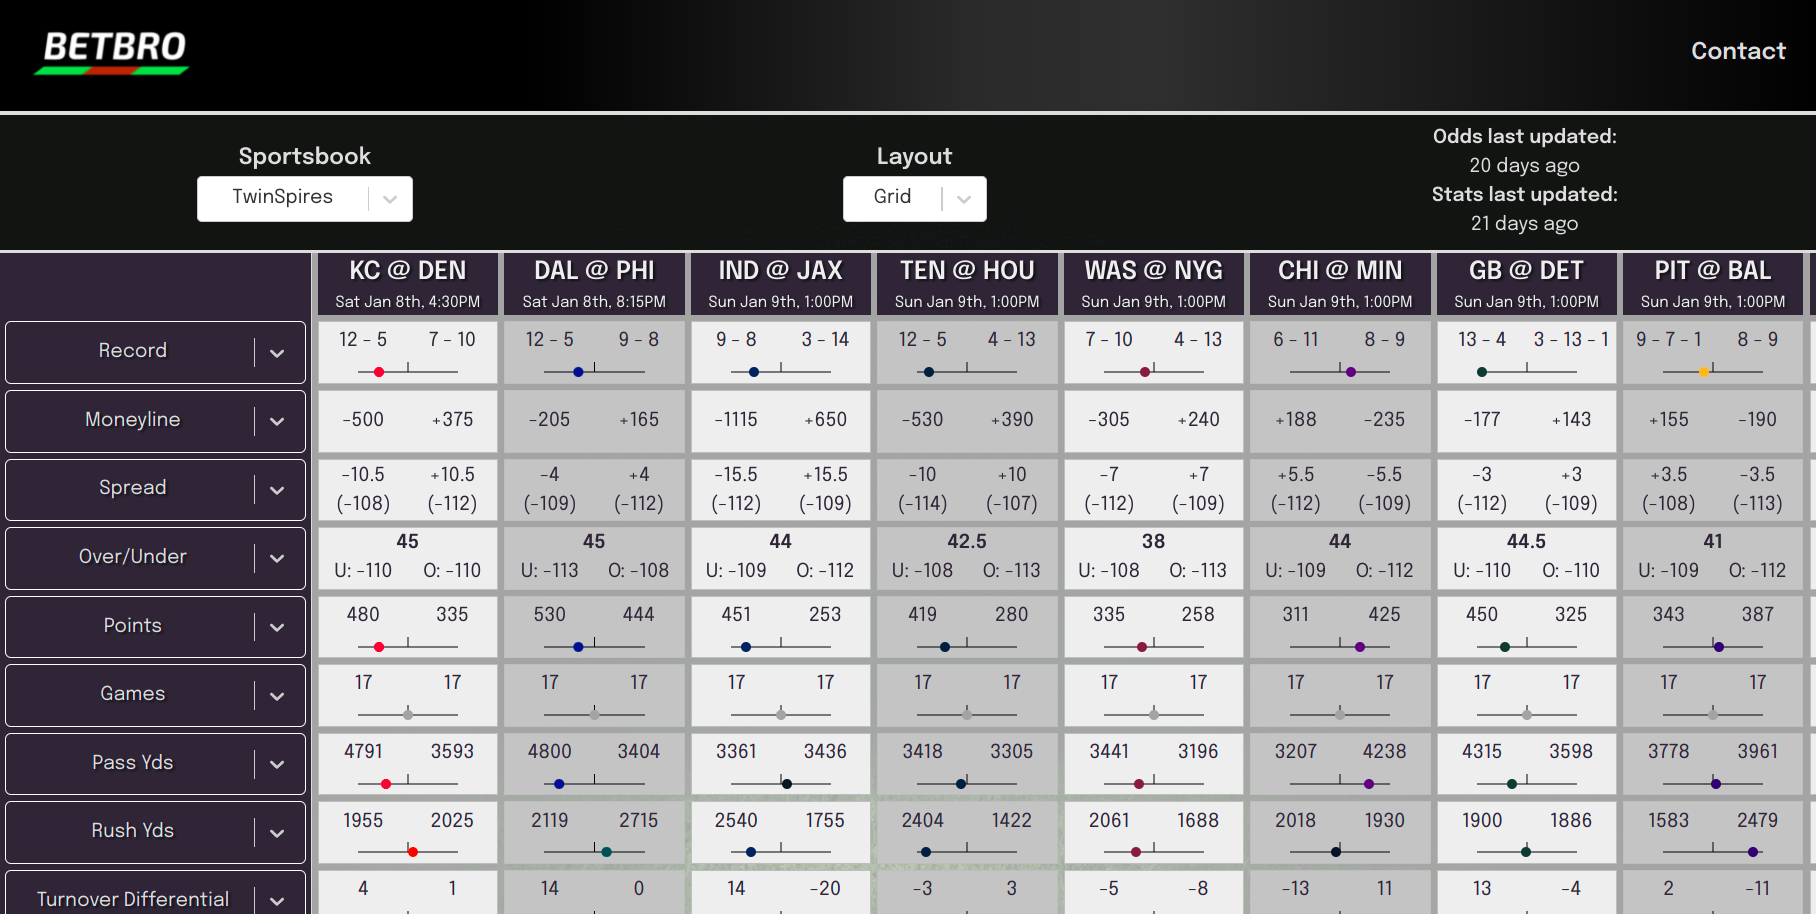 BETBRO
Contact
Sportsbook
TwinSpires
Layout
Grid
Odds last updated:
20 days ago
Stats last updated:
21 days ago
KC @ DEN DAL @ PHI IND @ JAX TEN @ HOU WAS @ NYG CHI @ MIN GB @ DET PIT @ BAL
Sat Jan 8th, 4:30PM Sat Jan 8th, 8:15PM Sun Jan 9th, 1:00PM Sun Jan 9th, 1:00PM Sun Jan 9th, 1:00PM Sun Jan 9th, 1:00PM Sun Jan 9th, 1:00PM Sun Jan 9th, 1:00PM
Record 12 - 5 7 - 10 12 - 5 9 - 8 9 - 8 3 - 14 12 - 5 4 - 13 7 - 10 4 - 13 6 - 11 8 - 9 13 - 4 3 - 13 - 1 9 - 7 - 1 8 - 9
Moneyline -500 +375 -205 +165 -1115 +650 -530 +390 -305 +240 +188 -235 -177 +143 +155 -190
Spread -10.5 +10.5 -4 +4 -15.5 +15.5 -10 +10 -7 +7 +5.5 -5.5 -3 +3 +3.5 -3.5
(-108) (-112) (-109) (-112) (-112) (-109) (-114) (-107) (-112) (-109) (-112) (-109) (-112) (-109) (-108) (-113)
Over/Under 45 45 44 42.5 38 44 44.5 41
U: -110 O: -110 U: -113 O: -108 U: -109 O: -112 U: -108 O: -113 U: -108 O: -113 U: -109 O: -112 U: -110 O: -110 U: -109 O: -112
Points 480 335 530 444 451 253 419 280 335 258 311 425 450 325 343 387
Games 17 17 17 17 17 17 17 17 17 17 17 17 17 17 17 17
Pass Yds 4791 3593 4800 3404 3361 3436 3418 3305 3441 3196 3207 4238 4315 3598 3778 3961
Rush Yds 1955 2025 2119 2715 2540 1755 2404 1422 2061 1688 2018 1930 1900 1886 1583 2479
Turnover Differential 4 1 14 0 14 -20 -3 3 -5 -8 -13 11 13 -4 2 -11